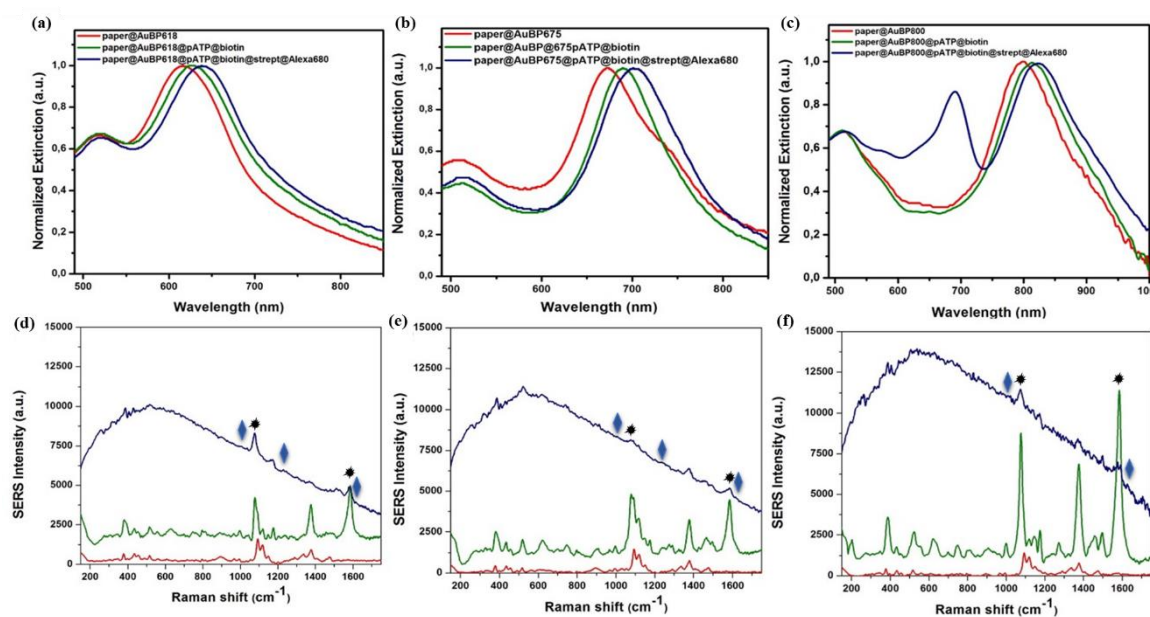 (a)
paper@AuBP618
paper@AuBP618@pATP@biotin
paper@AuBP618@pATP@biotin@strept@Alexa680
Normalized Extinction (a.u.)
1,0
0,8
0,6
0,4
0,2
0,0
500 600 700 800
Wavelength (nm)
(b)
paper@AuBP675
paper@AuBP@675pATP@biotin
paper@AuBP675@pATP@biotin@strept@Alexa680
Normalized Extinction (a.u.)
1,0
0,8
0,6
0,4
0,2
0,0
500 600 700 800
Wavelength (nm)
(c)
paper@AuBP800
paper@AuBP800@pATP@biotin
paper@AuBP800@pATP@biotin@strept@Alexa680
Normalized Extinction (a.u.)
1,0
0,8
0,6
0,4
0,2
0,0
500 600 700 800 900
Wavelength (nm)
(d)
SERS Intensity (a.u.)
15000
12500
10000
7500
5000
2500
0
200 400 600 800 1000 1200 1400 1600
Raman shift (cm-1)
(e)
SERS Intensity (a.u.)
15000
12500
10000
7500
5000
2500
0
200 400 600 800 1000 1200 1400 1600
Raman shift (cm-1)
(f)
SERS Intensity (a.u.)
15000
12500
10000
7500
5000
2500
0
200 400 600 800 1000 1200 1400 1600
Raman shift (cm-1)